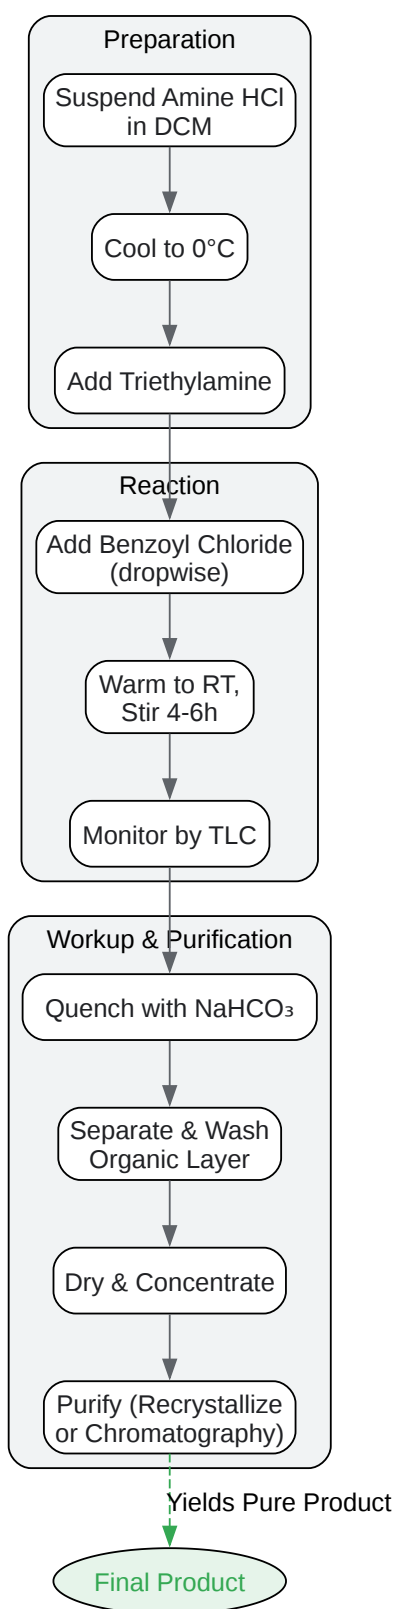 Preparation
Suspend Amine HCl
in DCM
Cool to 0°C
Add Triethylamine
Reaction
Add Benzoyl Chloride
(dropwise)
Warm to RT,
Stir 4-6h
Monitor by TLC
Workup & Purification
Quench with NaHCO₃
Separate & Wash
Organic Layer
Dry & Concentrate
Purify (Recrystallize
or Chromatography)
Yields Pure Product
Final Product